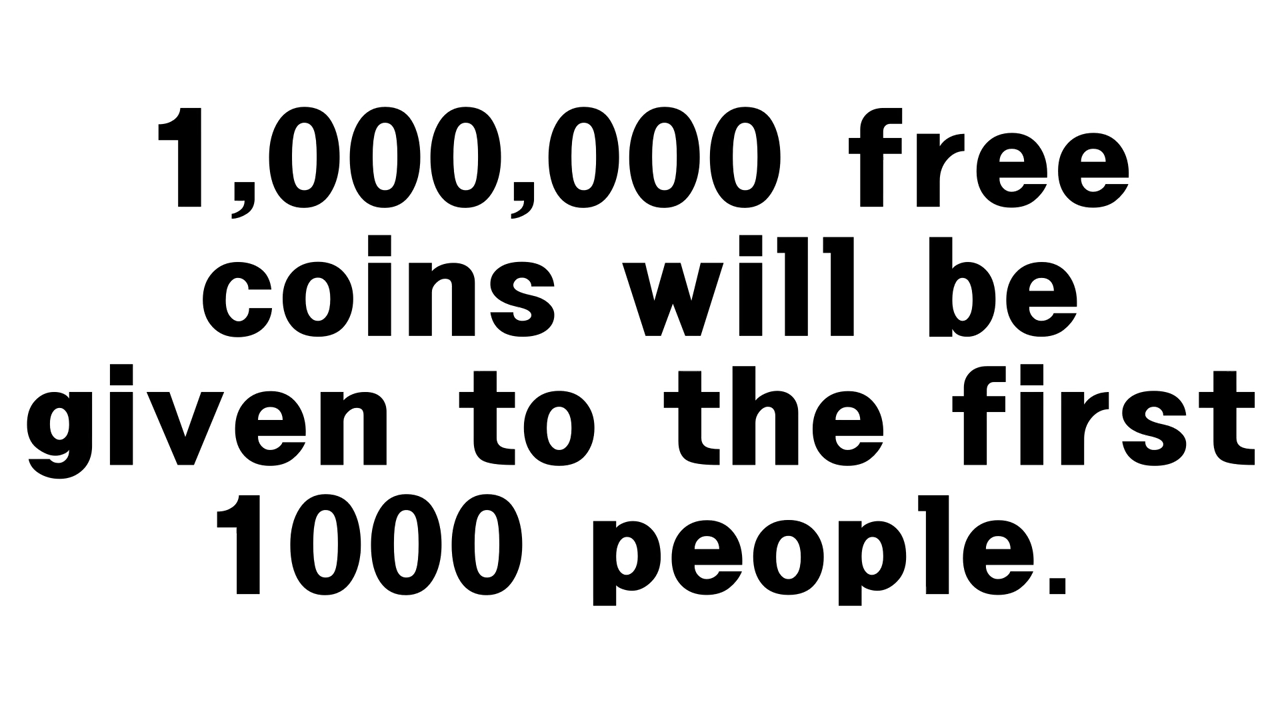 1,000,000 free
coins will be
given to the first
1000 people.